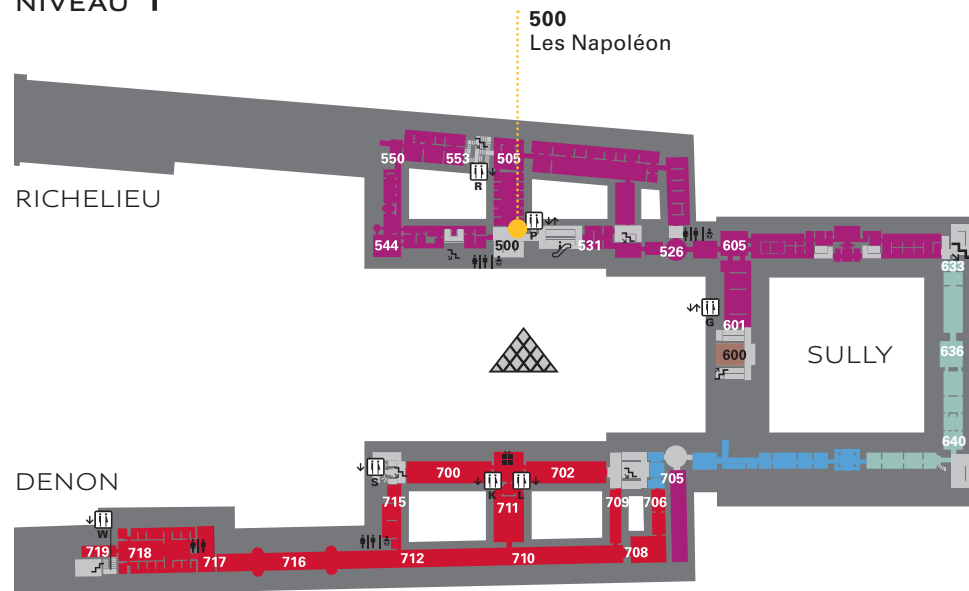 NIVEAU 1
500
Les Napoléon
RICHELIEU
550
553
505
R
P
544
500
531
526
605
633
G
601
600
636
SULLY
640
DENON
S
700
702
705
K
L
715
711
709
706
W
719
718
717
716
712
710
708